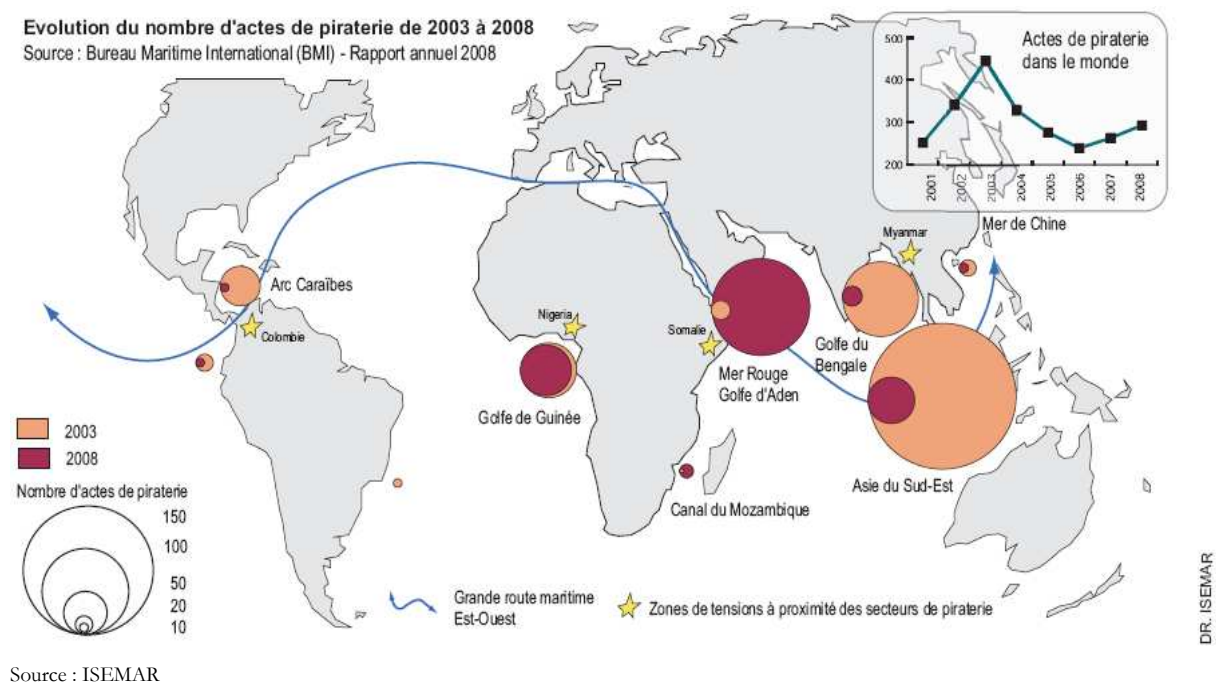 Evolution du nombre d'actes de piraterie de 2003 à 2008
Source : Bureau Maritime International (BMI) - Rapport annuel 2008
Actes de piraterie
dans le monde
500
400
300
200
2001
2002
2003
2004
2005
2006
2007
2008
Mer de Chine
Myanmar
Arc Caraïbes
Colombie
Nigeria
Somalie
Golfe de Guinée
Mer Rouge
Golfe d'Aden
Golfe du
Bengale
Asie du Sud-Est
Canal du Mozambique
2003
2008
Nombre d'actes de piraterie
150
100
50
20
10
Grande route maritime
Est-Ouest
Zones de tensions à proximité des secteurs de piraterie
DR. ISEMAR
Source : ISEMAR